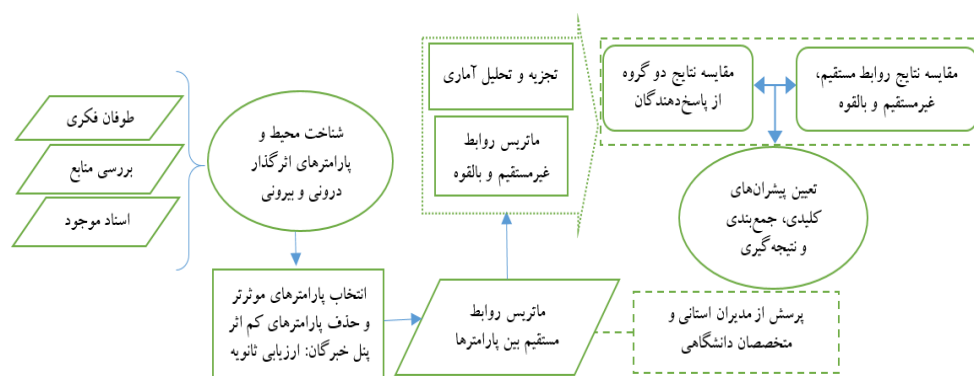 طوفان فکری
بررسی منابع
اسناد موجود
شناخت محیط و
پارامترهای اثرگذار
درونی و بیرونی
انتخاب پارامترهای موثرتر
و حذف پارامترهای کم اثر
پنل خبرگان: ارزیابی ثانویه
ماتریس روابط
مستقیم بین پارامترها
پرسش از مدیران استانی و
متخصصان دانشگاهی
تجزیه و تحلیل آماری
ماتریس روابط
غیرمستقیم و بالقوه
مقایسه نتایج دو گروه
از پاسخ‌دهندگان
مقایسه نتایج روابط مستقیم،
غیرمستقیم و بالقوه
تعیین پیشران‌های
کلیدی، جمع‌بندی
و نتیجه‌گیری